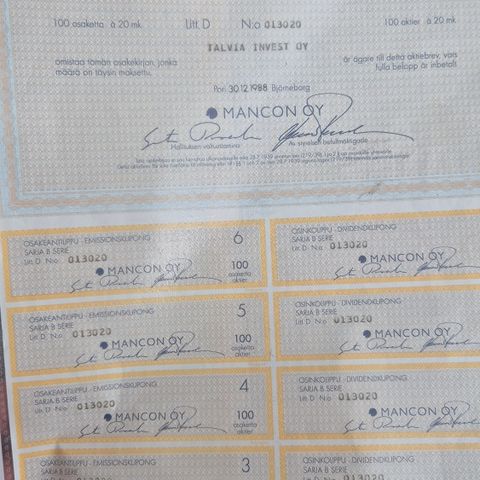 100 osaketta à 20 mk Litt. D N:o 013020 100 aktier à 20 mk
TALVIA INVEST OY
omistaa tämän osakekirjan, jonka määrä on täysin maksettu.
är ägare till detta aktiebrev, vars fulla belopp är inbetalt
Pori 30.12.1988 Björneborg
MANCON OY
Hallituksen valtuuttamana Av styrelsen befullmäktigade
OSAKEANTILIPPU - EMISSIONSKUPONG 6
SARJA B SERIE
Litt. D N:o 013020
MANCON OY
100
osaketta
aktier
OSINKOLIPPU - DIVIDENDKUPONG
SARJA B SERIE
Litt. D N:o 013020
MANCON OY
OSAKEANTILIPPU - EMISSIONSKUPONG 5
SARJA B SERIE
Litt. D N:o 013020
MANCON OY
100
osaketta
aktier
OSINKOLIPPU - DIVIDENDKUPONG
SARJA B SERIE
Litt. D N:o 013020
MANCON OY
OSAKEANTILIPPU - EMISSIONSKUPONG 4
SARJA B SERIE
Litt. D N:o 013020
MANCON OY
100
osaketta
aktier
OSINKOLIPPU - DIVIDENDKUPONG
SARJA B SERIE
Litt. D N:o 013020
MANCON OY
OSAKEANTILIPPU - EMISSIONSKUPONG 3
SARJA B SERIE
OSINKOLIPPU - DIVIDENDKUPONG
SARJA B SERIE